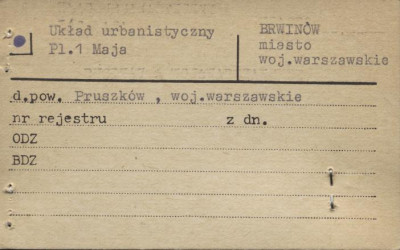 Układ urbanistyczny
Pl.1 Maja
BRWINÓW
miasto
woj.warszawskie
d.pow. Pruszków , woj.warszawskie
nr rejestru z dn.
ODZ
BDZ